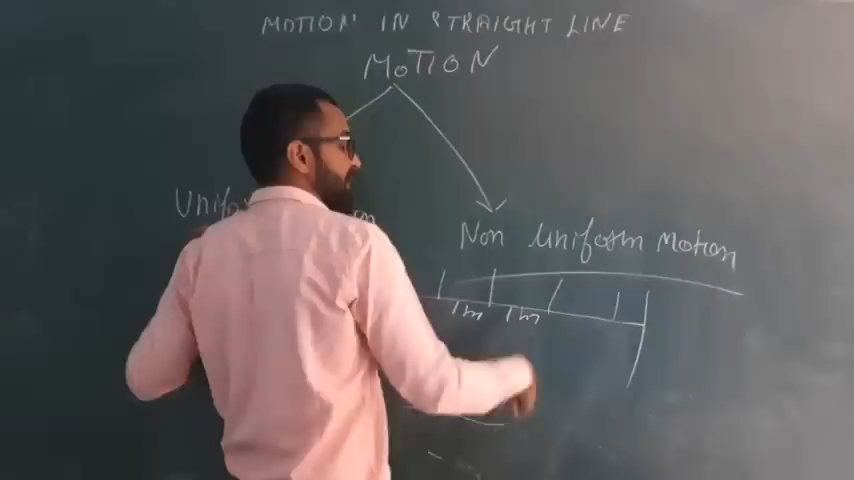 MOTION IN STRAIGHT LINE
MOTION
Non Uniform Motion
1m 1m